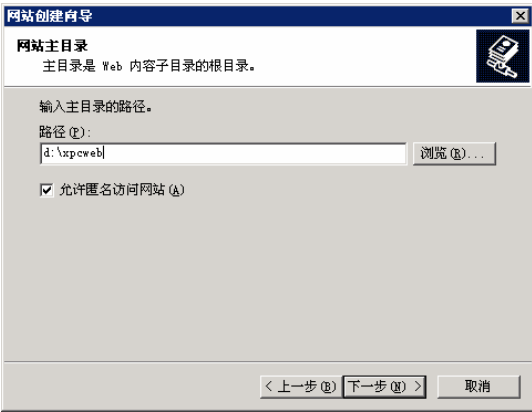 网站创建向导
网站主目录
主目录是 Web 内容子目录的根目录。
输入主目录的路径。
路径(P):
d:\xpcweb
浏览(R)...
允许匿名访问网站(A)
< 上一步(B)
下一步(N) >
取消